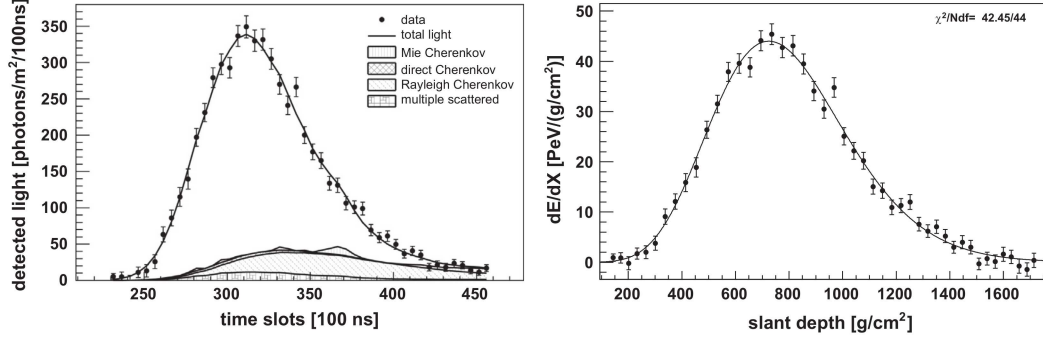 detected light [photons/m²/100ns]
350
300
250
200
150
100
50
0
data
total light
Mie Cherenkov
direct Cherenkov
Rayleigh Cherenkov
multiple scattered
250 300 350 400 450
time slots [100 ns]
dE/dX [PeV/(g/cm²)]
50
40
30
20
10
0
χ²/Ndf= 42.45/44
200 400 600 800 1000 1200 1400 1600
slant depth [g/cm²]